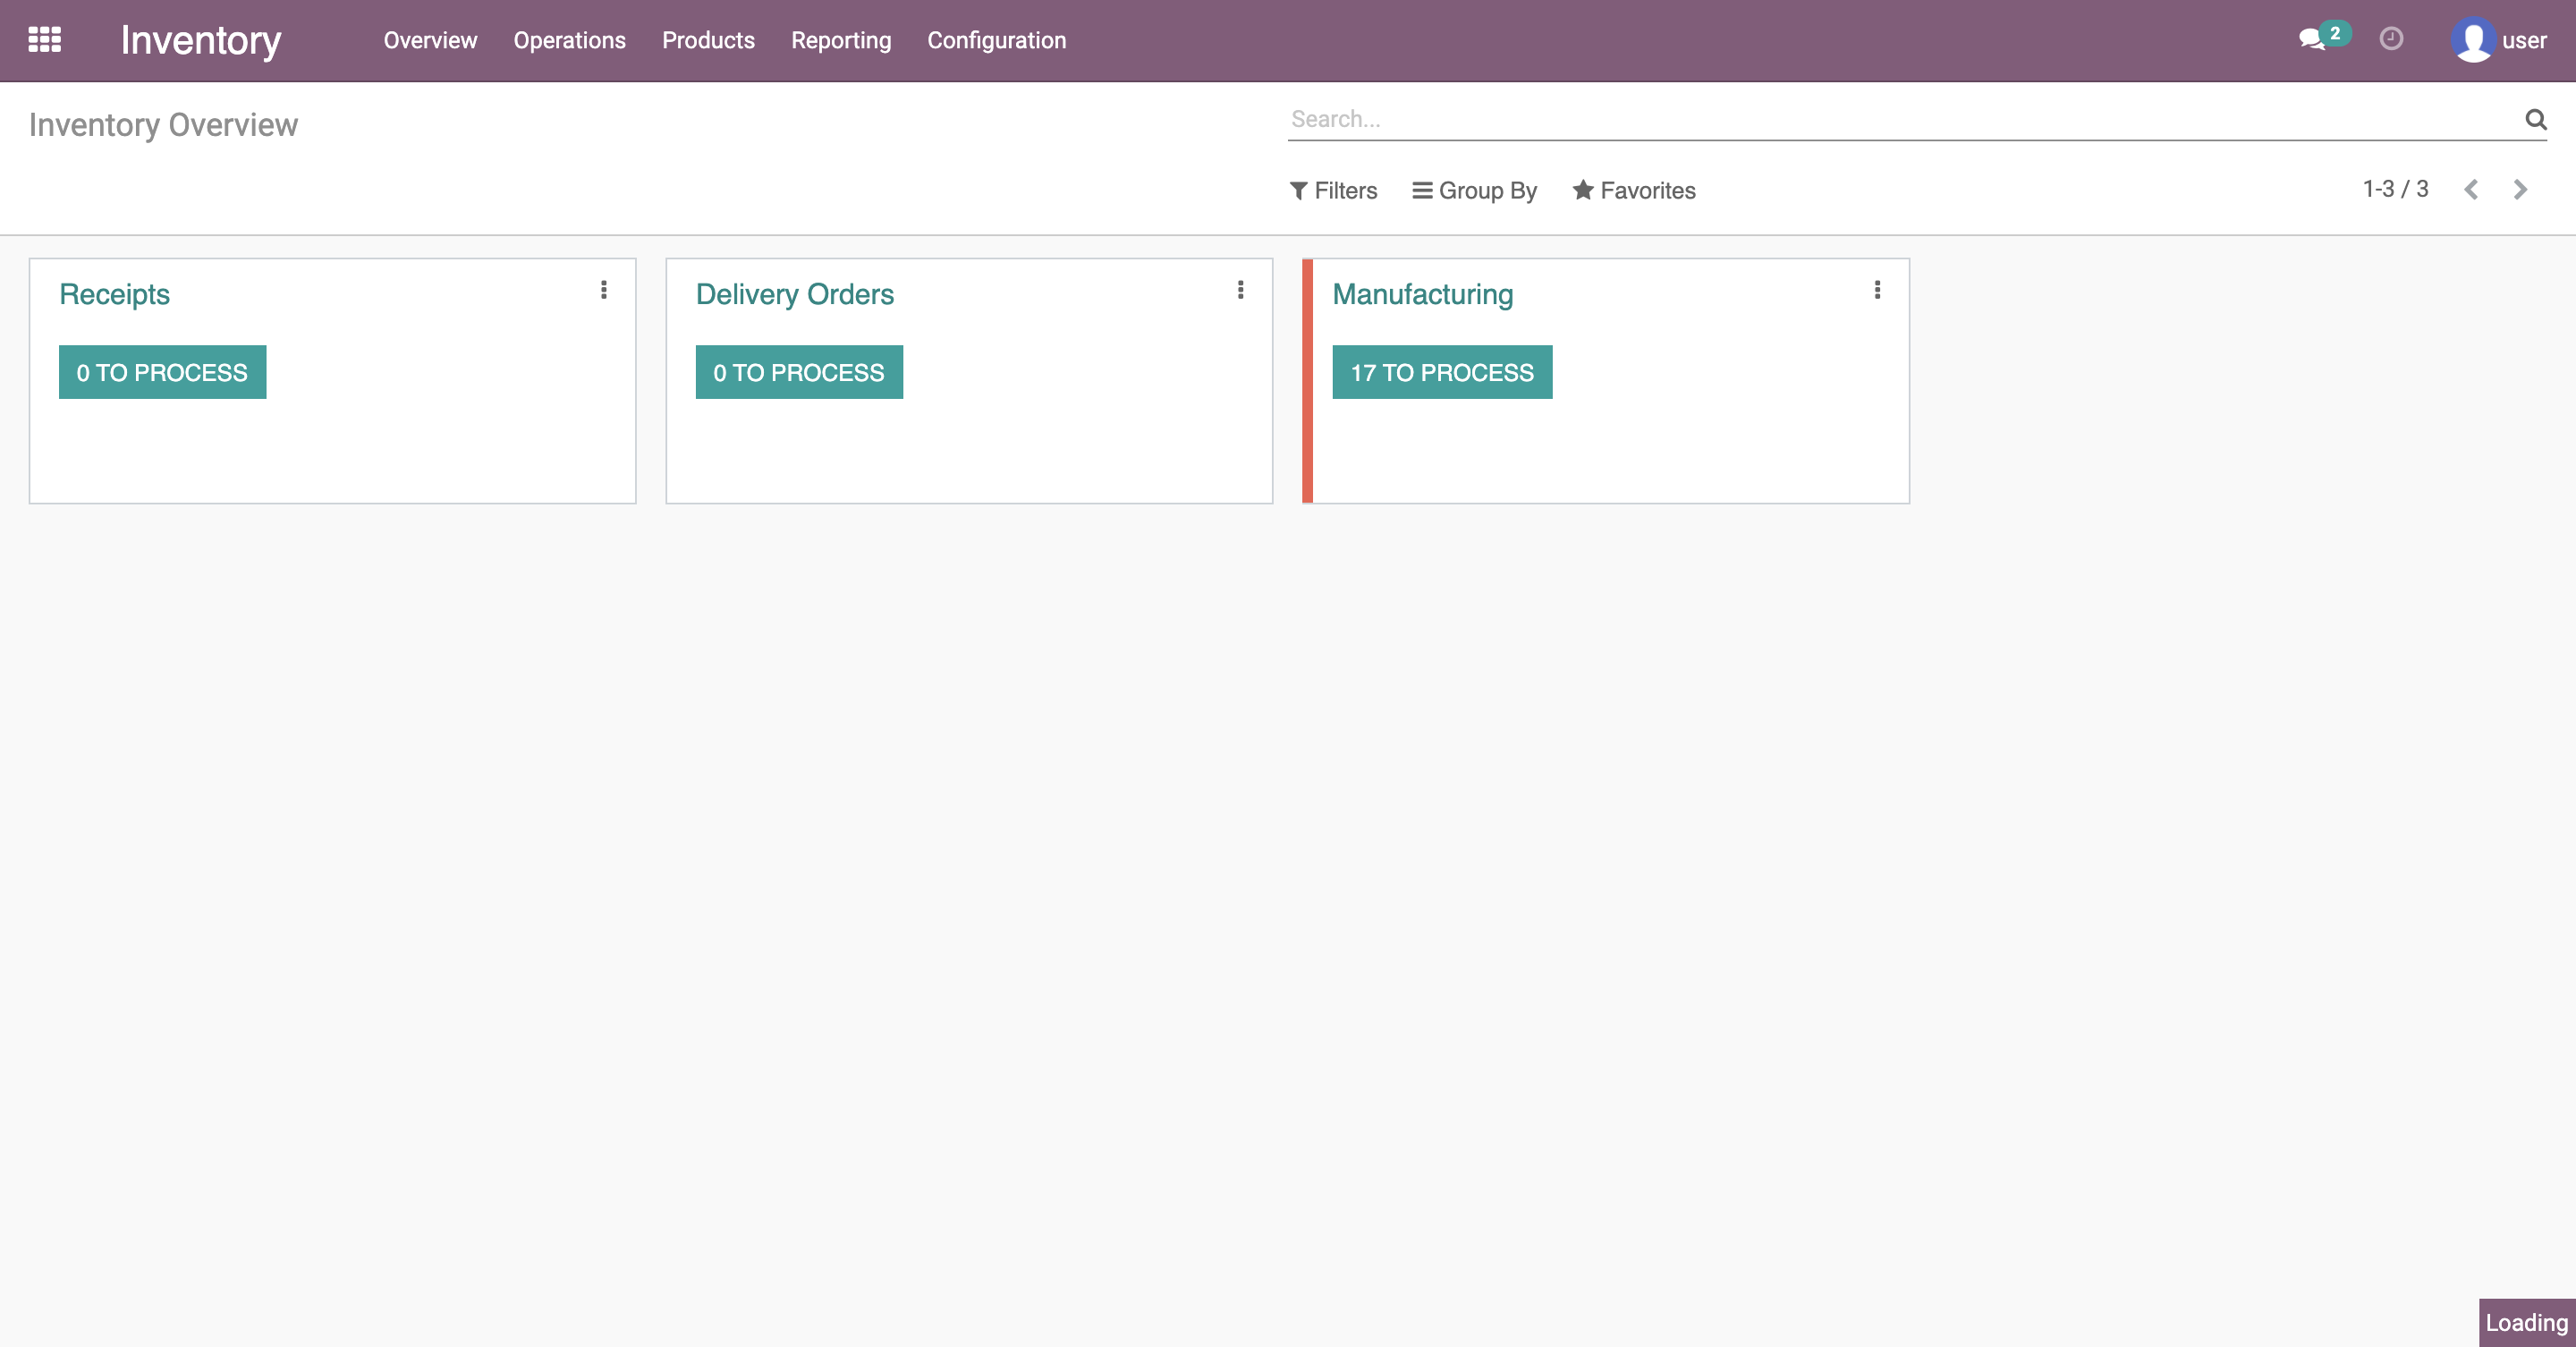 Inventory Overview Operations Products Reporting Configuration 2 user
Inventory Overview
Search...
Filters Group By Favorites 1-3 / 3
Receipts Delivery Orders Manufacturing
0 TO PROCESS 0 TO PROCESS 17 TO PROCESS
Loading